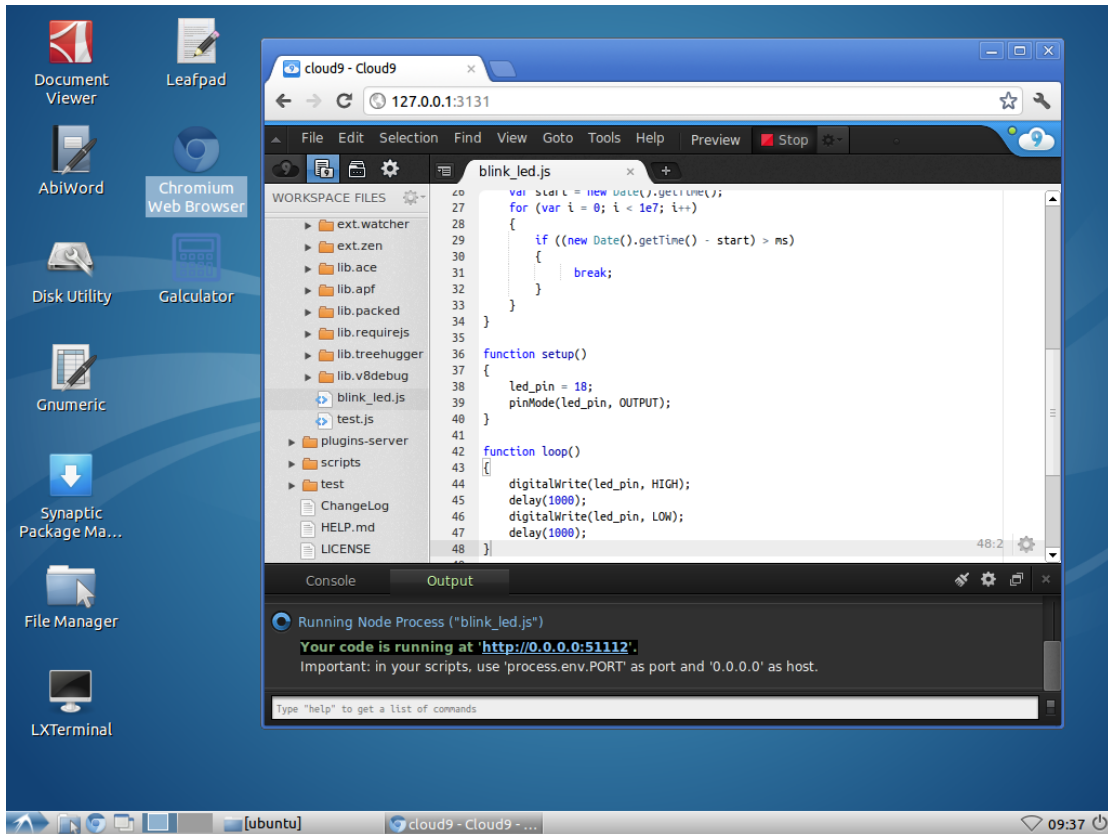 Document
Viewer
Leafpad
AbiWord
Chromium
Web Browser
Disk Utility
Galculator
Gnumeric
Synaptic
Package Ma...
File Manager
LXTerminal
cloud9 - Cloud9
127.0.0.1:3131
File Edit Selection Find View Goto Tools Help Preview Stop
blink_led.js
WORKSPACE FILES
ext.watcher
ext.zen
lib.ace
lib.apf
lib.packed
lib.requirejs
lib.treehugger
lib.v8debug
blink_led.js
test.js
plugins-server
scripts
test
ChangeLog
HELP.md
LICENSE
26 var start = new Date().getTime();
27 for (var i = 0; i < 1e7; i++)
28 {
29 if ((new Date().getTime() - start) > ms)
30 {
31 break;
32 }
33 }
34 }
35
36 function setup()
37 {
38 led_pin = 18;
39 pinMode(led_pin, OUTPUT);
40 }
41
42 function loop()
43 {
44 digitalWrite(led_pin, HIGH);
45 delay(1000);
46 digitalWrite(led_pin, LOW);
47 delay(1000);
48 }
48:2
Console Output
Running Node Process ("blink_led.js")
Your code is running at 'http://0.0.0.0:51112'.
Important: in your scripts, use 'process.env.PORT' as port and '0.0.0.0' as host.
Type "help" to get a list of commands
[ubuntu]
cloud9 - Cloud9 - ...
09:37